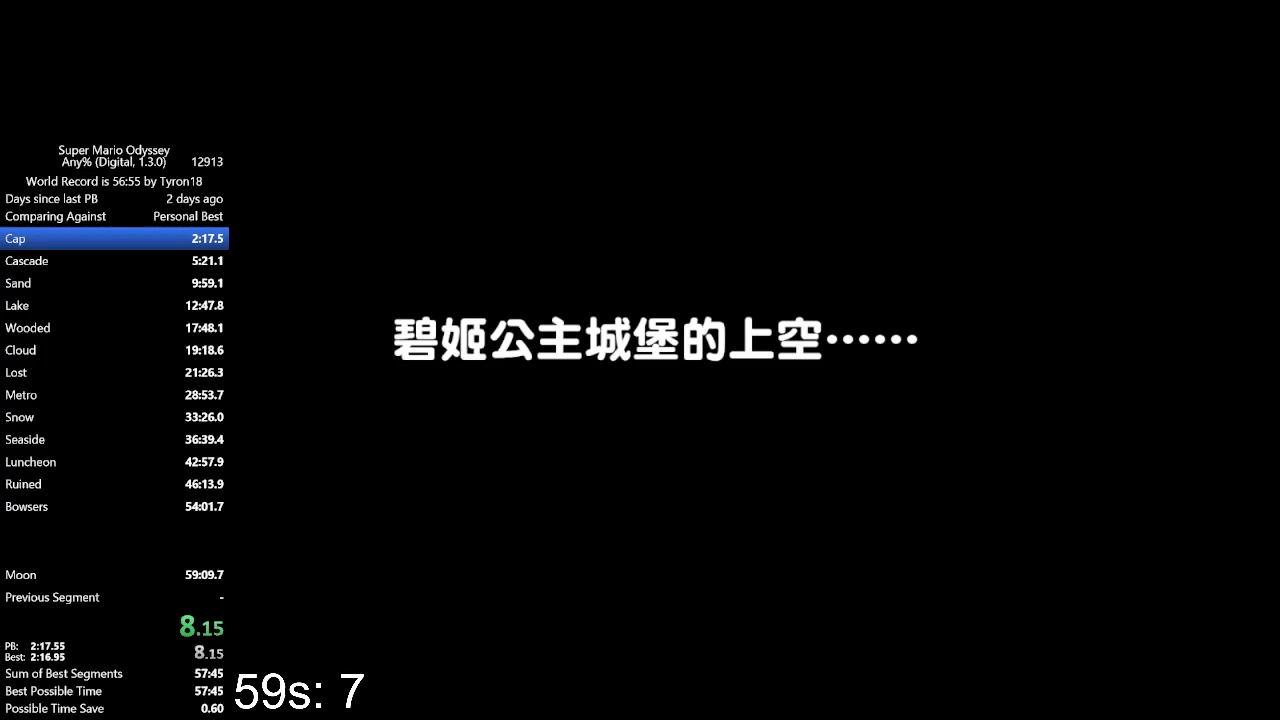 Super Mario Odyssey
Any% (Digital, 1.3.0) 12913
World Record is 56:55 by Tyron18
Days since last PB 2 days ago
Comparing Against Personal Best
Cap 2:17.5
Cascade 5:21.1
Sand 9:59.1
Lake 12:47.8
Wooded 17:48.1
Cloud 19:18.6
Lost 21:26.3
Metro 28:53.7
Snow 33:26.0
Seaside 36:39.4
Luncheon 42:57.9
Ruined 46:13.9
Bowsers 54:01.7
Moon 59:09.7
Previous Segment -
8.15
PB: 2:17.55
Best: 2:16.95 8.15
Sum of Best Segments 57:45
Best Possible Time 57:45
Possible Time Save 0.60
59s: 7
碧姬公主城堡的上空……